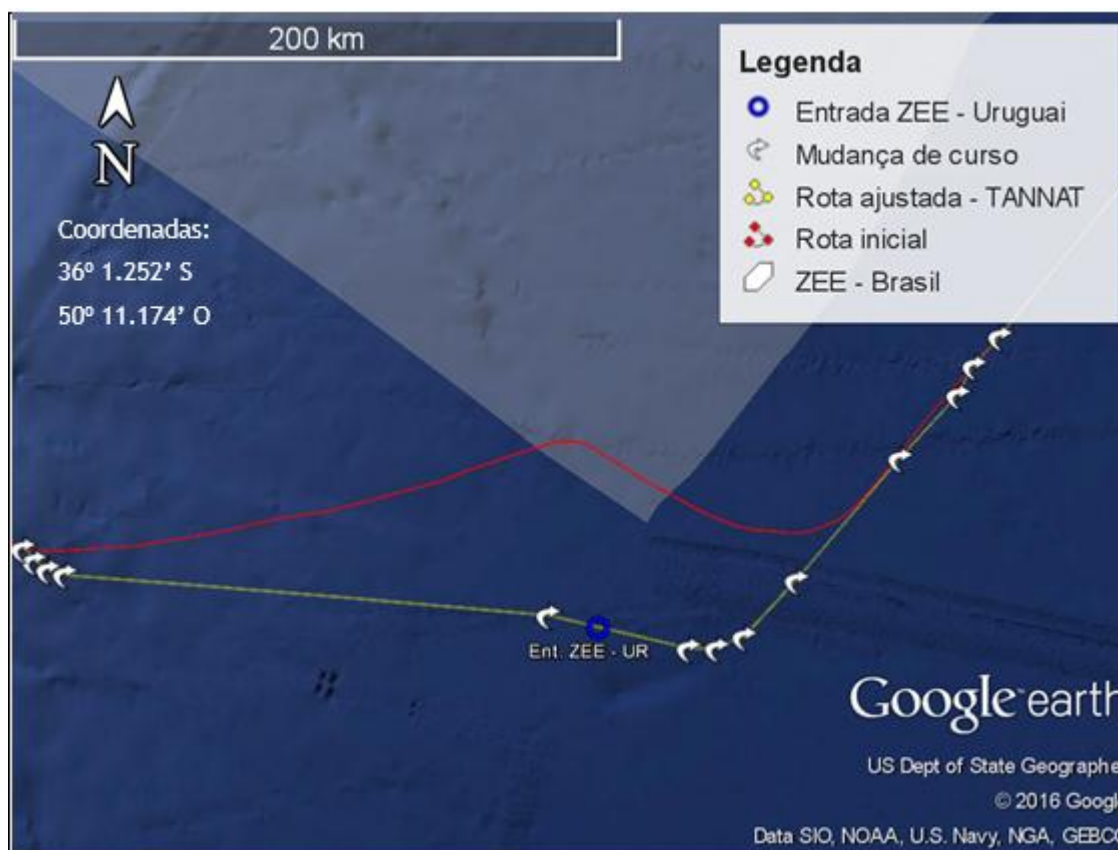 200 km
N
Coordenadas:
36º 1.252’ S
50º 11.174’ O
Legenda
Entrada ZEE - Uruguai
Mudança de curso
Rota ajustada - TANNAT
Rota inicial
ZEE - Brasil
Ent. ZEE - UR
Google earth
US Dept of State Geographe
© 2016 Google
Data SIO, NOAA, U.S. Navy, NGA, GEBCO